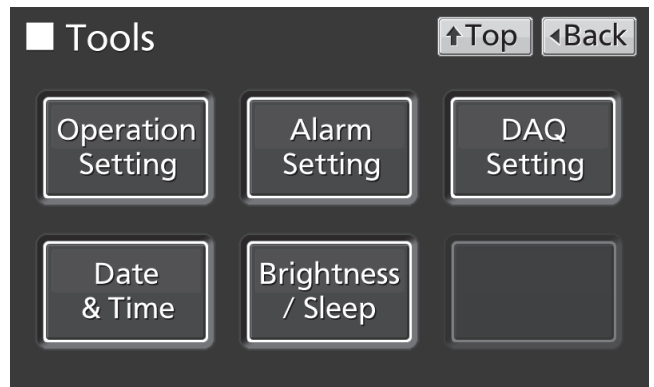 Tools
Top
Back
Operation
Setting
Alarm
Setting
DAQ
Setting
Date
& Time
Brightness
/ Sleep